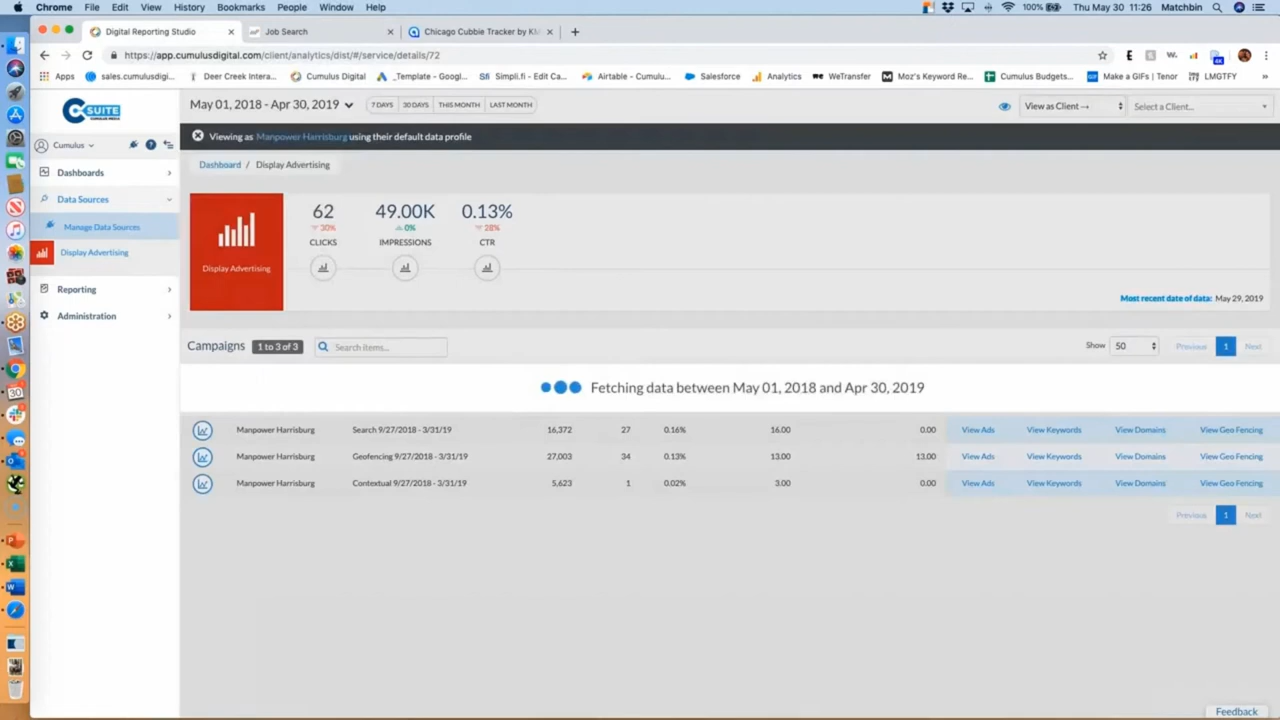 Chrome File Edit View History Bookmarks People Window Help
100% Thu May 30 11:26 Matchbin
Digital Reporting Studio
Job Search
Chicago Cubbie Tracker by KM
https://app.cumulusdigital.com/client/analytics/dist/#/service/details/72
Apps sales.cumulusdigi... Deer Creek Intera... Cumulus Digital _Template - Googl... Simpli.fi - Edit Ca... Airtable - Cumulu... Salesforce Analytics WeTransfer Moz's Keyword Re... Cumulus Budgets... Make a GIFs | Tenor LMGTFY
C SUITE
CUMULUS MEDIA
May 01, 2018 - Apr 30, 2019
7 DAYS 30 DAYS THIS MONTH LAST MONTH
View as Client → Select a Client...
Viewing as Manpower Harrisburg using their default data profile
Cumulus
Dashboards
Data Sources
Manage Data Sources
Display Advertising
Reporting
Administration
Dashboard / Display Advertising
Display Advertising
62 49.00K 0.13%
30% 0% 28%
CLICKS IMPRESSIONS CTR
Most recent date of data: May 29, 2019
Campaigns 1 to 3 of 3 Search items...
Show 50 Previous 1 Next
Fetching data between May 01, 2018 and Apr 30, 2019
Manpower Harrisburg Search 9/27/2018 - 3/31/19 16,372 27 0.16% 16.00 0.00 View Ads View Keywords View Domains View Geo Fencing
Manpower Harrisburg Geofencing 9/27/2018 - 3/31/19 27,003 34 0.13% 13.00 13.00 View Ads View Keywords View Domains View Geo Fencing
Manpower Harrisburg Contextual 9/27/2018 - 3/31/19 5,623 1 0.02% 3.00 0.00 View Ads View Keywords View Domains View Geo Fencing
Previous 1 Next
Feedback